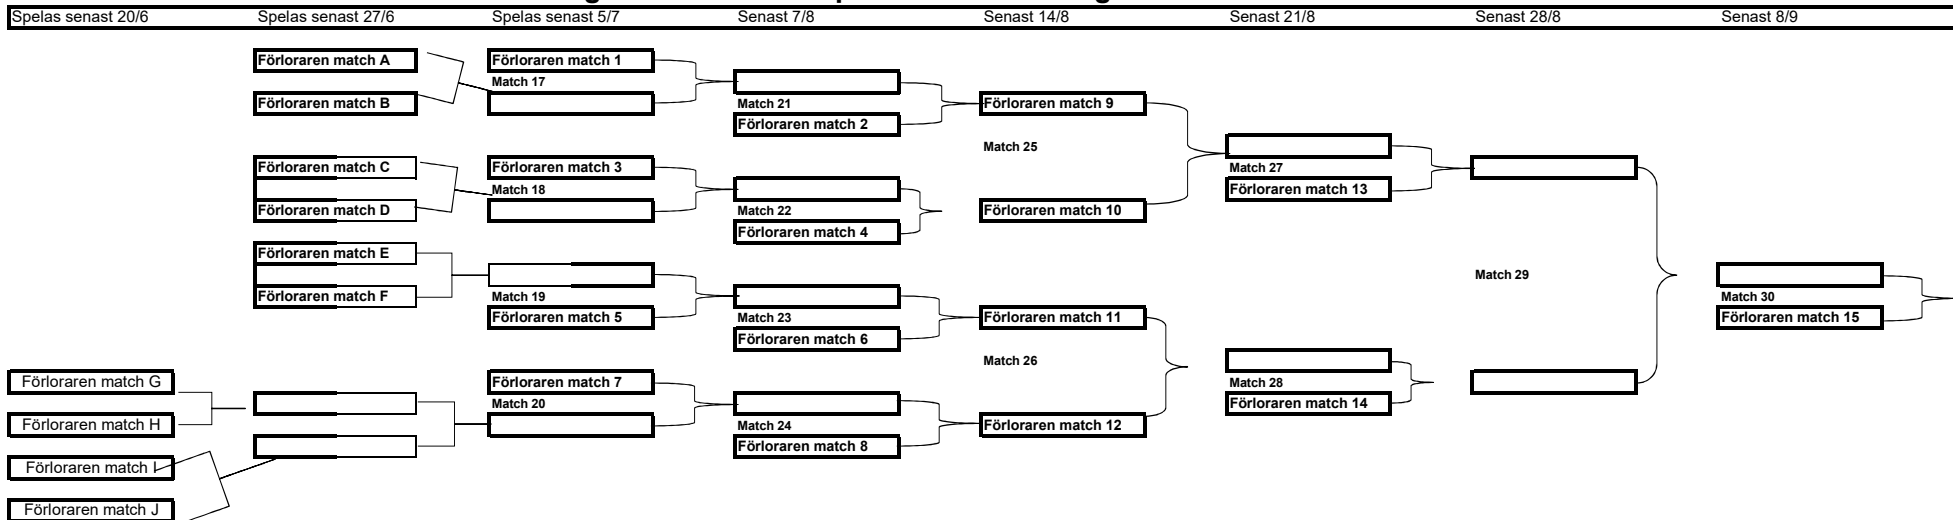 Spelas senast 20/6
Spelas senast 27/6
Spelas senast 5/7
Senast 7/8
Senast 14/8
Senast 21/8
Senast 28/8
Senast 8/9
Förloraren match A
Förloraren match 1
Match 17
Förloraren match B
Match 21
Förloraren match 9
Förloraren match 2
Match 25
Förloraren match C
Förloraren match 3
Match 27
Match 18
Förloraren match 13
Förloraren match D
Match 22
Förloraren match 10
Förloraren match 4
Förloraren match E
Match 29
Förloraren match F
Match 19
Match 30
Förloraren match 5
Match 23
Förloraren match 11
Förloraren match 15
Förloraren match 6
Match 26
Förloraren match G
Förloraren match 7
Match 28
Match 20
Förloraren match 14
Förloraren match H
Match 24
Förloraren match 12
Förloraren match 8
Förloraren match I
Förloraren match J